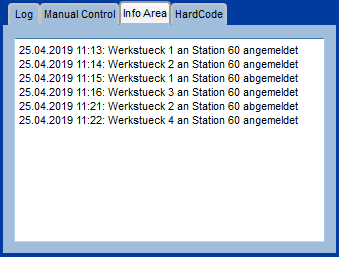 Log Manual Control Info Area HardCode
25.04.2019 11:13: Werkstueck 1 an Station 60 angemeldet
25.04.2019 11:14: Werkstueck 2 an Station 60 angemeldet
25.04.2019 11:15: Werkstueck 1 an Station 60 abgemeldet
25.04.2019 11:16: Werkstueck 3 an Station 60 angemeldet
25.04.2019 11:21: Werkstueck 2 an Station 60 abgemeldet
25.04.2019 11:22: Werkstueck 4 an Station 60 angemeldet